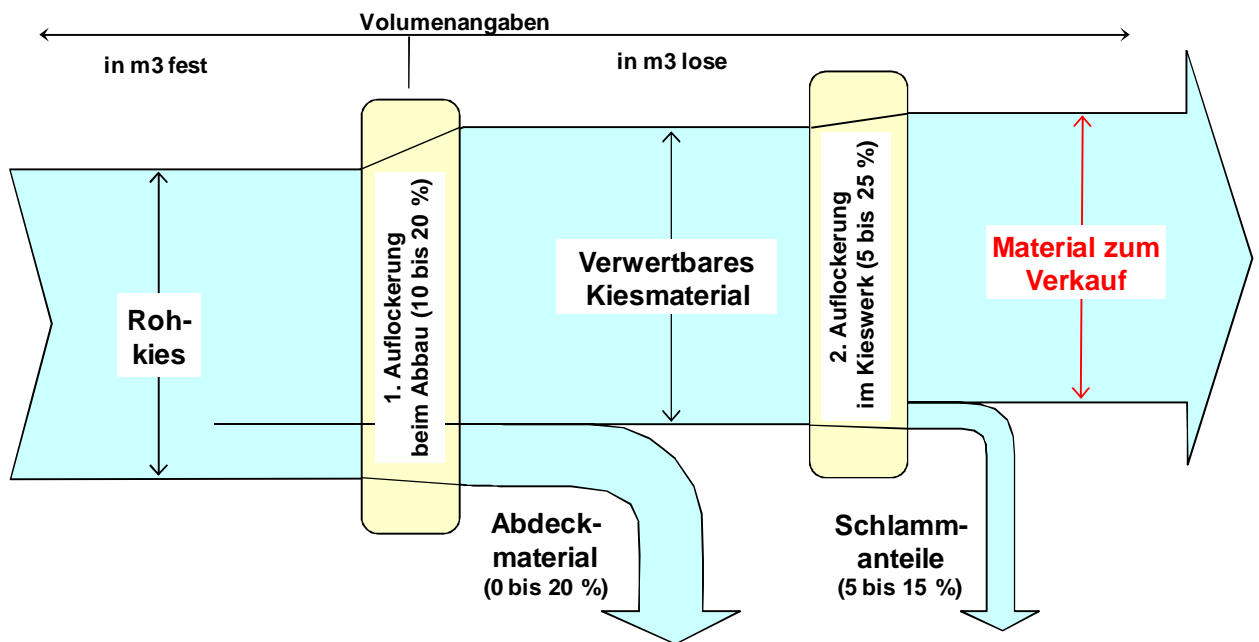 Volumenangaben
in m3 fest
in m3 lose
Roh-
kies
1. Auflockerung
beim Abbau (10 bis 20 %)
Verwertbares
Kiesmaterial
2. Auflockerung
im Kieswerk (5 bis 25 %)
Material zum
Verkauf
Abdeck-
material
(0 bis 20 %)
Schlamm-
anteile
(5 bis 15 %)